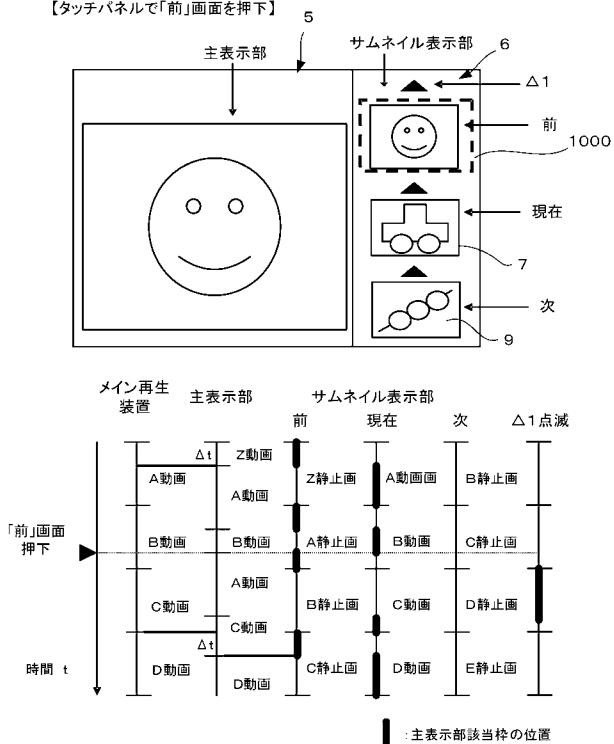 【タッチパネルで「前」画面を押下】
5
主表示部
サムネイル表示部
6
△1
前
1000
現在
7
次
9
メイン再生
装置
主表示部
サムネイル表示部
前
現在
次
△1点滅
Δt
Z動画
A動画
A動画
Z静止画
A動画画
B静止画
「前」画面
押下
B動画
B動画
A静止画
B動画
C静止画
A動画
C動画
C動画
B静止画
C動画
D静止画
Δt
時間 t
D動画
D動画
C静止画
D動画
E静止画
:主表示部該当枠の位置